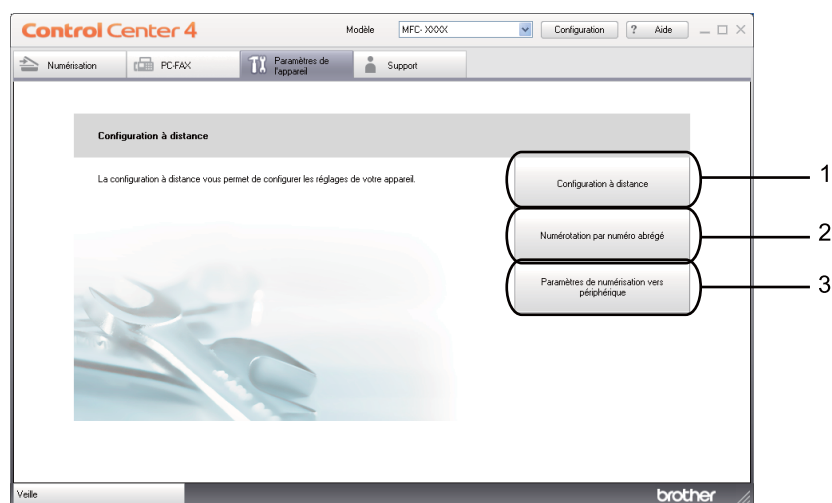 Control Center 4
Modèle
MFC- XXXX
Configuration
? Aide
Numérisation
PC-FAX
Paramètres de
l'appareil
Support
Configuration à distance
La configuration à distance vous permet de configurer les réglages de votre appareil.
Configuration à distance
1
Numérotation par numéro abrégé
2
Paramètres de numérisation vers
périphérique
3
Veille
brother